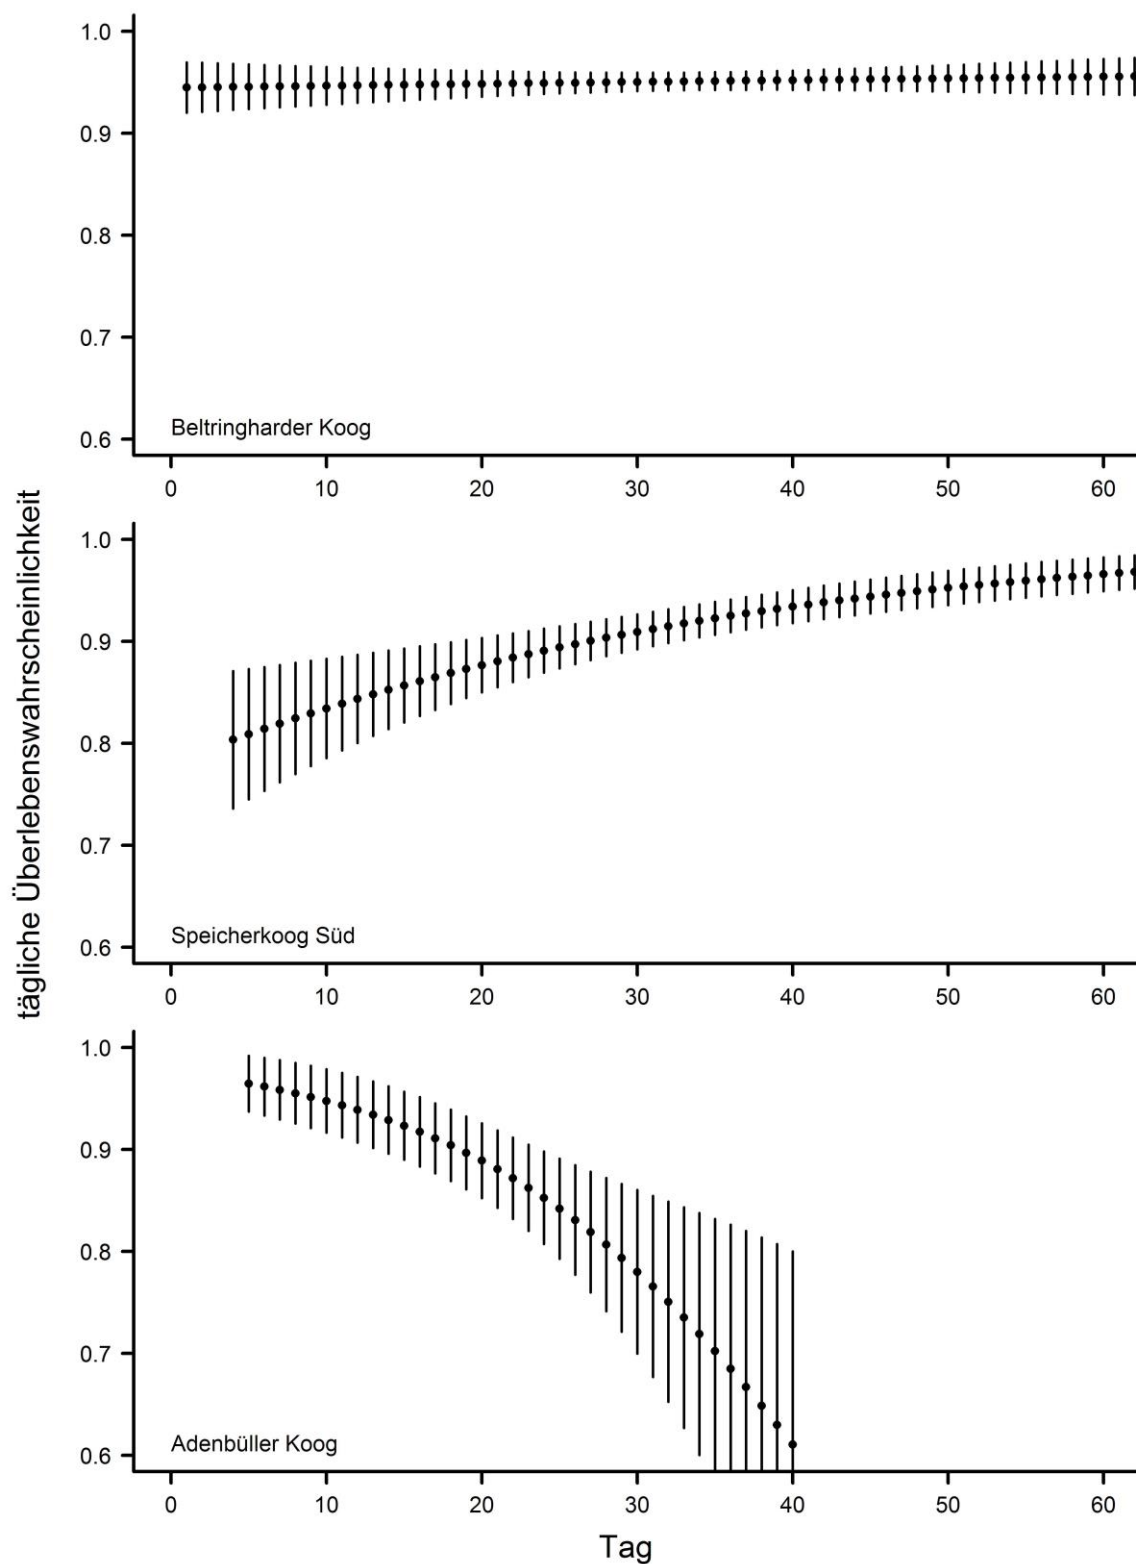 1.0
0.9
0.8
0.7
0.6
Beltringharder Koog
0 10 20 30 40 50 60
tägliche Überlebenswahrscheinlichkeit
1.0
0.9
0.8
0.7
0.6
Speicherkoog Süd
0 10 20 30 40 50 60
1.0
0.9
0.8
0.7
0.6
Adenbüller Koog
0 10 20 30 40 50 60
Tag